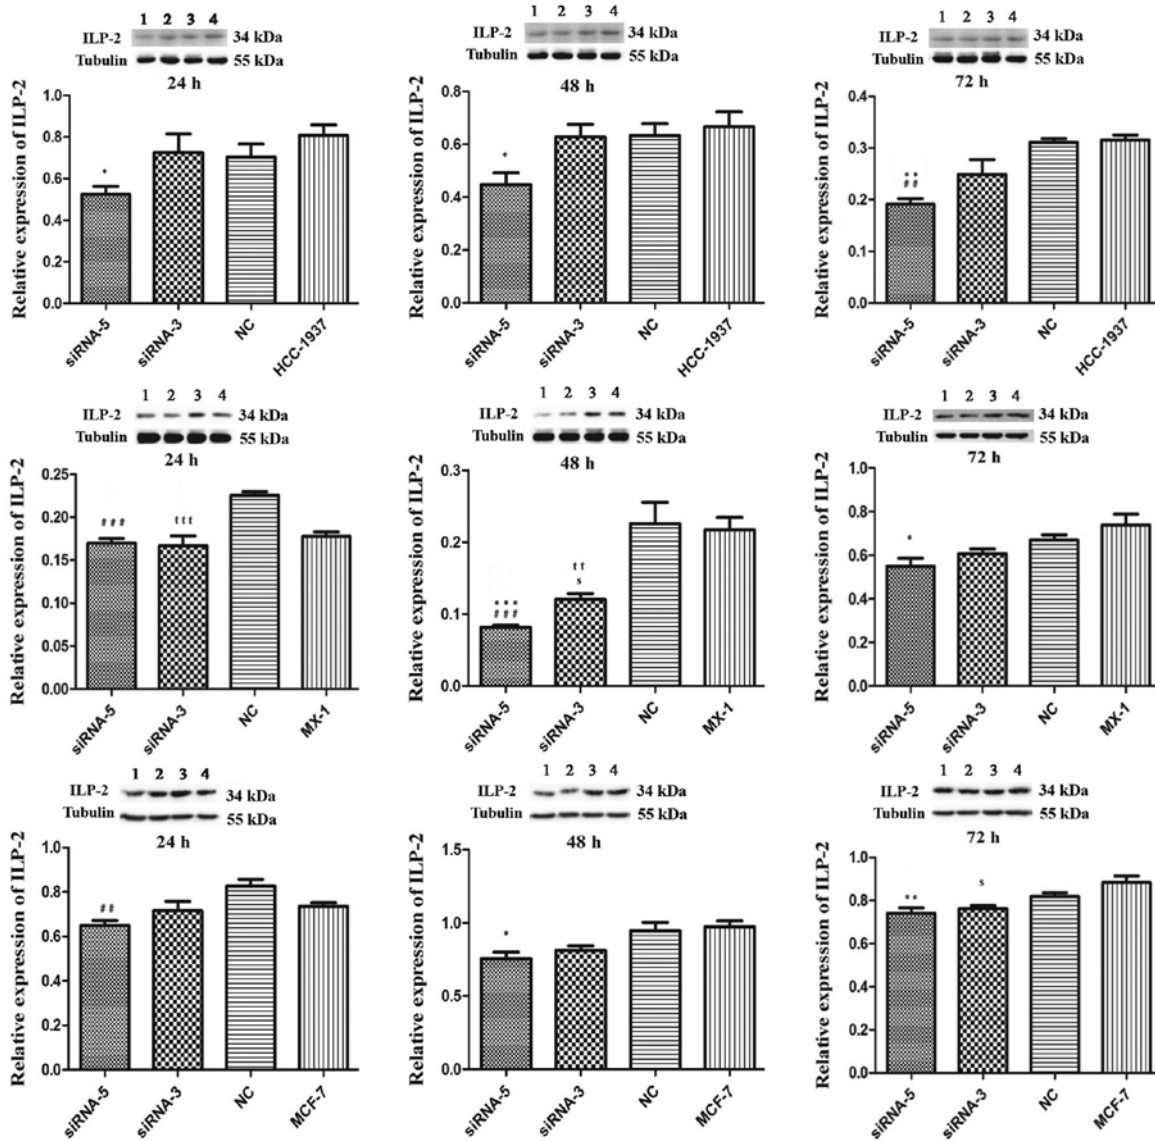 1 2 3 4
ILP-2 34 kDa
Tubulin 55 kDa
24 h
Relative expression of ILP-2
1.0
0.8
0.6
0.4
0.2
0.0
*
siRNA-5
siRNA-3
NC
HCC-1937
1 2 3 4
ILP-2 34 kDa
Tubulin 55 kDa
48 h
Relative expression of ILP-2
0.8
0.6
0.4
0.2
0.0
*
siRNA-5
siRNA-3
NC
HCC-1937
1 2 3 4
ILP-2 34 kDa
Tubulin 55 kDa
72 h
Relative expression of ILP-2
0.4
0.3
0.2
0.1
0.0
**
##
siRNA-5
siRNA-3
NC
HCC-1937
1 2 3 4
ILP-2 34 kDa
Tubulin 55 kDa
24 h
Relative expression of ILP-2
0.25
0.20
0.15
0.10
0.05
0.00
###
ttt
siRNA-5
siRNA-3
NC
MX-1
1 2 3 4
ILP-2 34 kDa
Tubulin 55 kDa
48 h
Relative expression of ILP-2
0.3
0.2
0.1
0.0
***
###
tt
s
siRNA-5
siRNA-3
NC
MX-1
1 2 3 4
ILP-2 34 kDa
Tubulin 55 kDa
72 h
Relative expression of ILP-2
1.0
0.8
0.6
0.4
0.2
0.0
*
siRNA-5
siRNA-3
NC
MX-1
1 2 3 4
ILP-2 34 kDa
Tubulin 55 kDa
24 h
Relative expression of ILP-2
1.0
0.8
0.6
0.4
0.2
0.0
##
siRNA-5
siRNA-3
NC
MCF-7
1 2 3 4
ILP-2 34 kDa
Tubulin 55 kDa
48 h
Relative expression of ILP-2
1.5
1.0
0.5
0.0
*
siRNA-5
siRNA-3
NC
MCF-7
1 2 3 4
ILP-2 34 kDa
Tubulin 55 kDa
72 h
Relative expression of ILP-2
1.0
0.8
0.6
0.4
0.2
0.0
**
s
siRNA-5
siRNA-3
NC
MCF-7